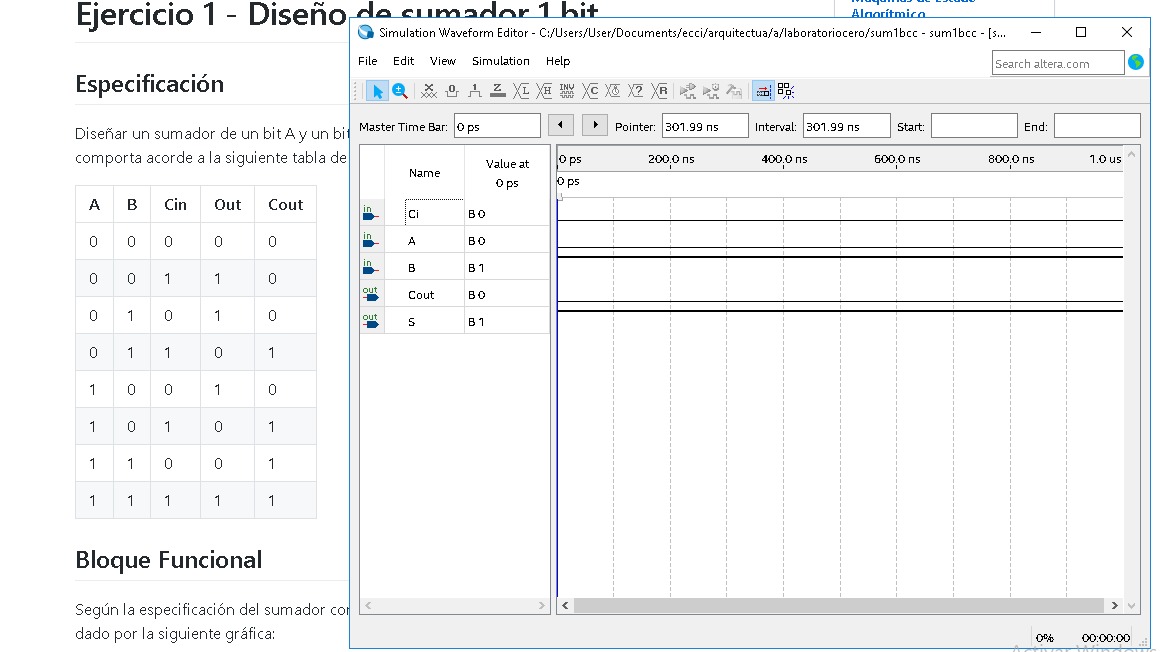 Ejercicio 1 - Diseño de sumador 1 bit
Máquinas de Estado
Algorítmico
Especificación
Diseñar un sumador de un bit A y un bit
comporta acorde a la siguiente tabla de
A B Cin Out Cout
0 0 0 0 0
0 0 1 1 0
0 1 0 1 0
0 1 1 0 1
1 0 0 1 0
1 0 1 0 1
1 1 0 0 1
1 1 1 1 1
Bloque Funcional
Según la especificación del sumador
dado por la siguiente gráfica:
Simulation Waveform Editor - C:/Users/User/Documents/ecci/arquitectua/a/laboratoriocero/sum1bcc - sum1bcc - [s...
File Edit View Simulation Help
Search altera.com
Master Time Bar: 0 ps Pointer: 301.99 ns Interval: 301.99 ns Start: End:
Name Value at
0 ps
0 ps 200.0 ns 400.0 ns 600.0 ns 800.0 ns 1.0 us
0 ps
in Ci B 0
in A B 0
in B B 1
out Cout B 0
out S B 1
0% 00:00:00
Activar Windows